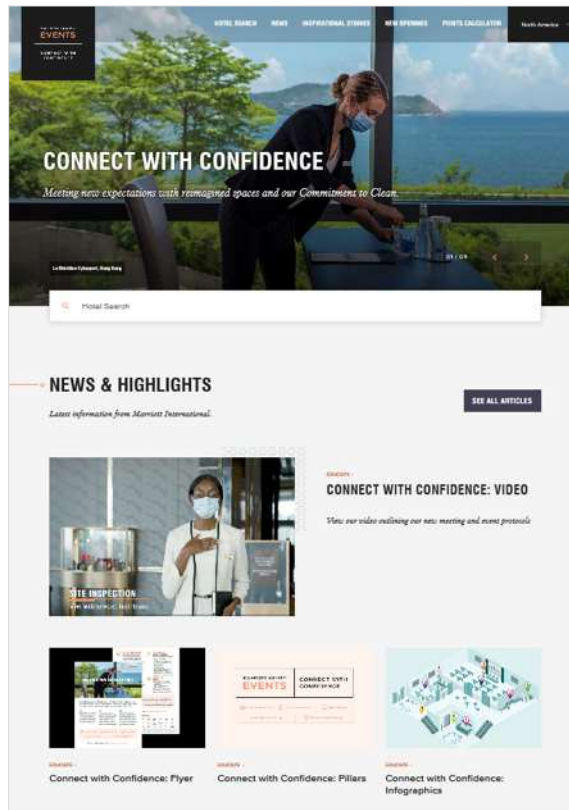 EVENTS
CONNECT WITH
CONFIDENCE
HOTEL SEARCH
NEWS
INSPIRATIONAL STORIES
NEW OPENINGS
POINTS CALCULATOR
North America
CONNECT WITH CONFIDENCE
Meeting new expectations with reimagined spaces and our Commitment to Clean.
Le Méridien Cyberport, Hong Kong
Hotel Search
NEWS & HIGHLIGHTS
Latest information from Marriott International.
SEE ALL ARTICLES
CONNECT WITH CONFIDENCE: VIDEO
View our video outlining our new meeting and event protocols
SITE INSPECTION
EVENTS
CONNECT WITH
CONFIDENCE
Connect with Confidence: Flyer
Connect with Confidence: Pillars
Connect with Confidence:
Infographics